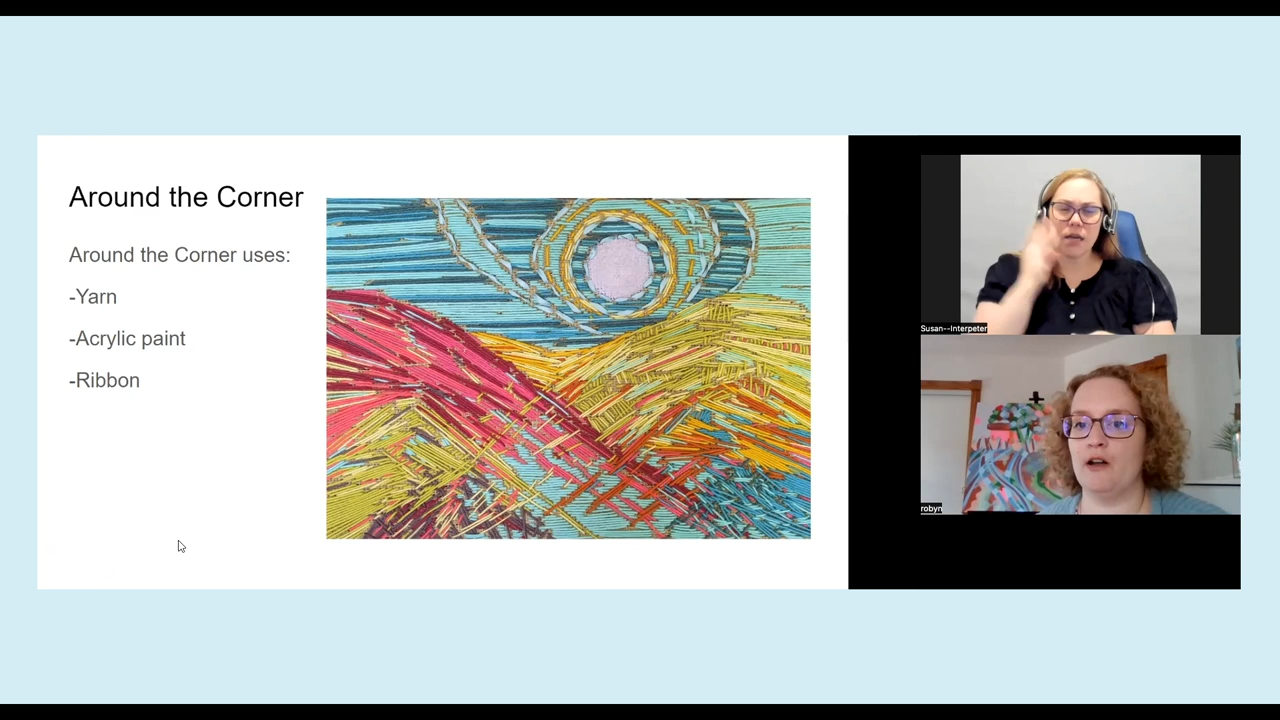 Around the Corner
Around the Corner uses:
-Yarn
-Acrylic paint
-Ribbon
Susan--Interpeter
robyn